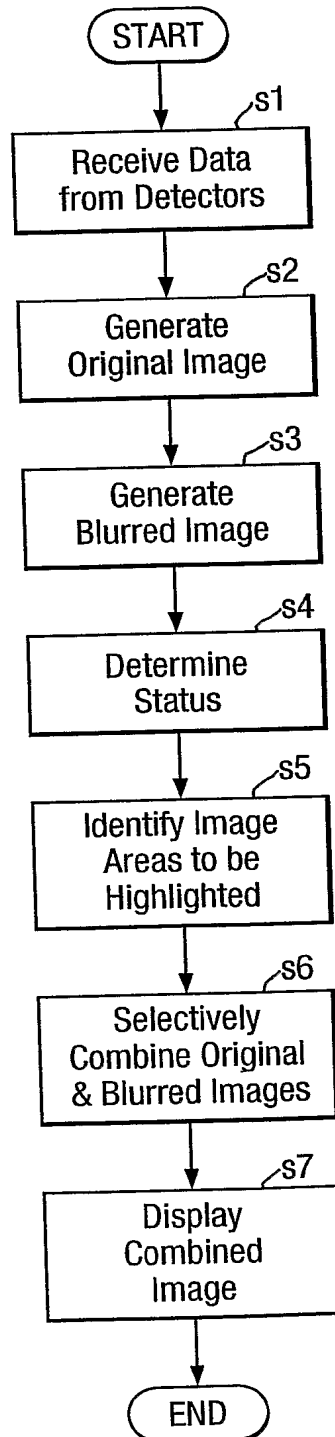 START
s1
Receive Data
from Detectors
s2
Generate
Original Image
s3
Generate
Blurred Image
s4
Determine
Status
s5
Identify Image
Areas to be
Highlighted
s6
Selectively
Combine Original
& Blurred Images
s7
Display
Combined
Image
END